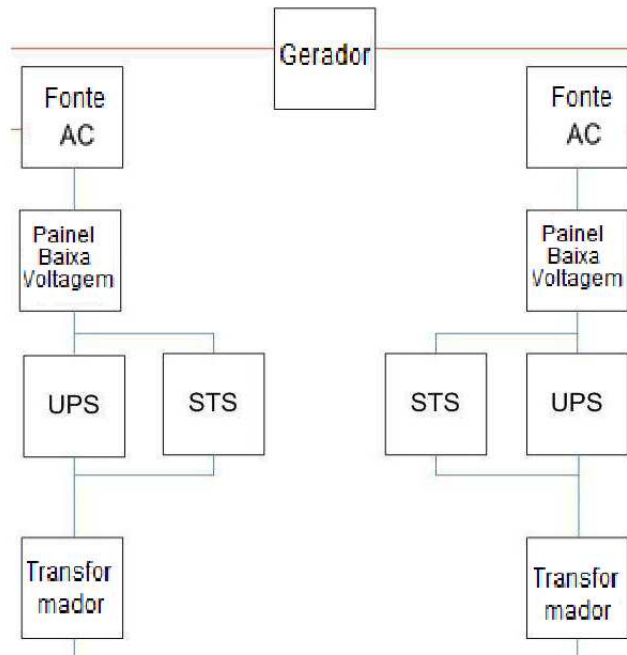 Gerador
Fonte
AC
Fonte
AC
Painel
Baixa
Voltagem
Painel
Baixa
Voltagem
UPS
STS
STS
UPS
Transfor
mador
Transfor
mador